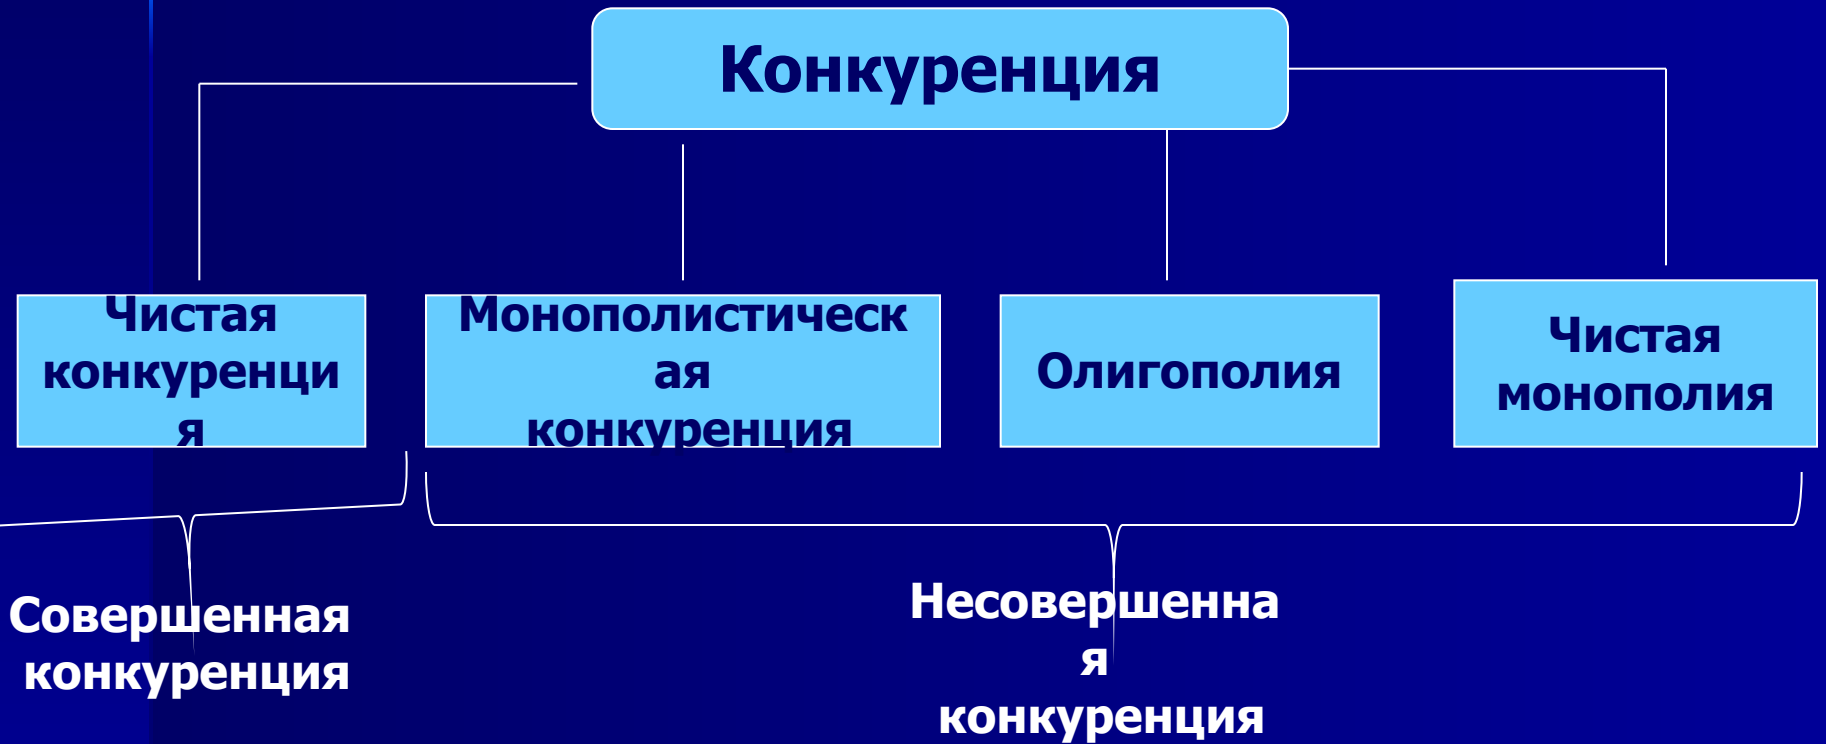 Конкуренция
Чистая
конкуренци
я
Монополистическ
ая
конкуренция
Олигополия
Чистая
монополия
Совершенная
конкуренция
Несовершенна
я
конкуренция